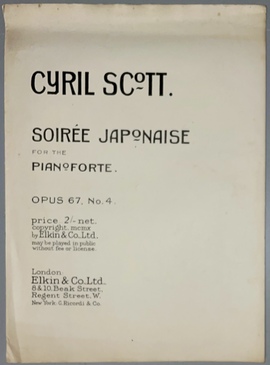 CYRIL SCOTT.
SOIRÉE JAPONAISE
FOR THE
PIANOFORTE.
OPUS 67, No. 4.
price 2/- net.
copyright. mcmx
by Elkin & Co., Ltd.
may be played in public
without fee or license.
London.
Elkin & Co., Ltd.
8 & 10, Beak Street,
Regent Street, W.
New York: G. Ricordi & Co.